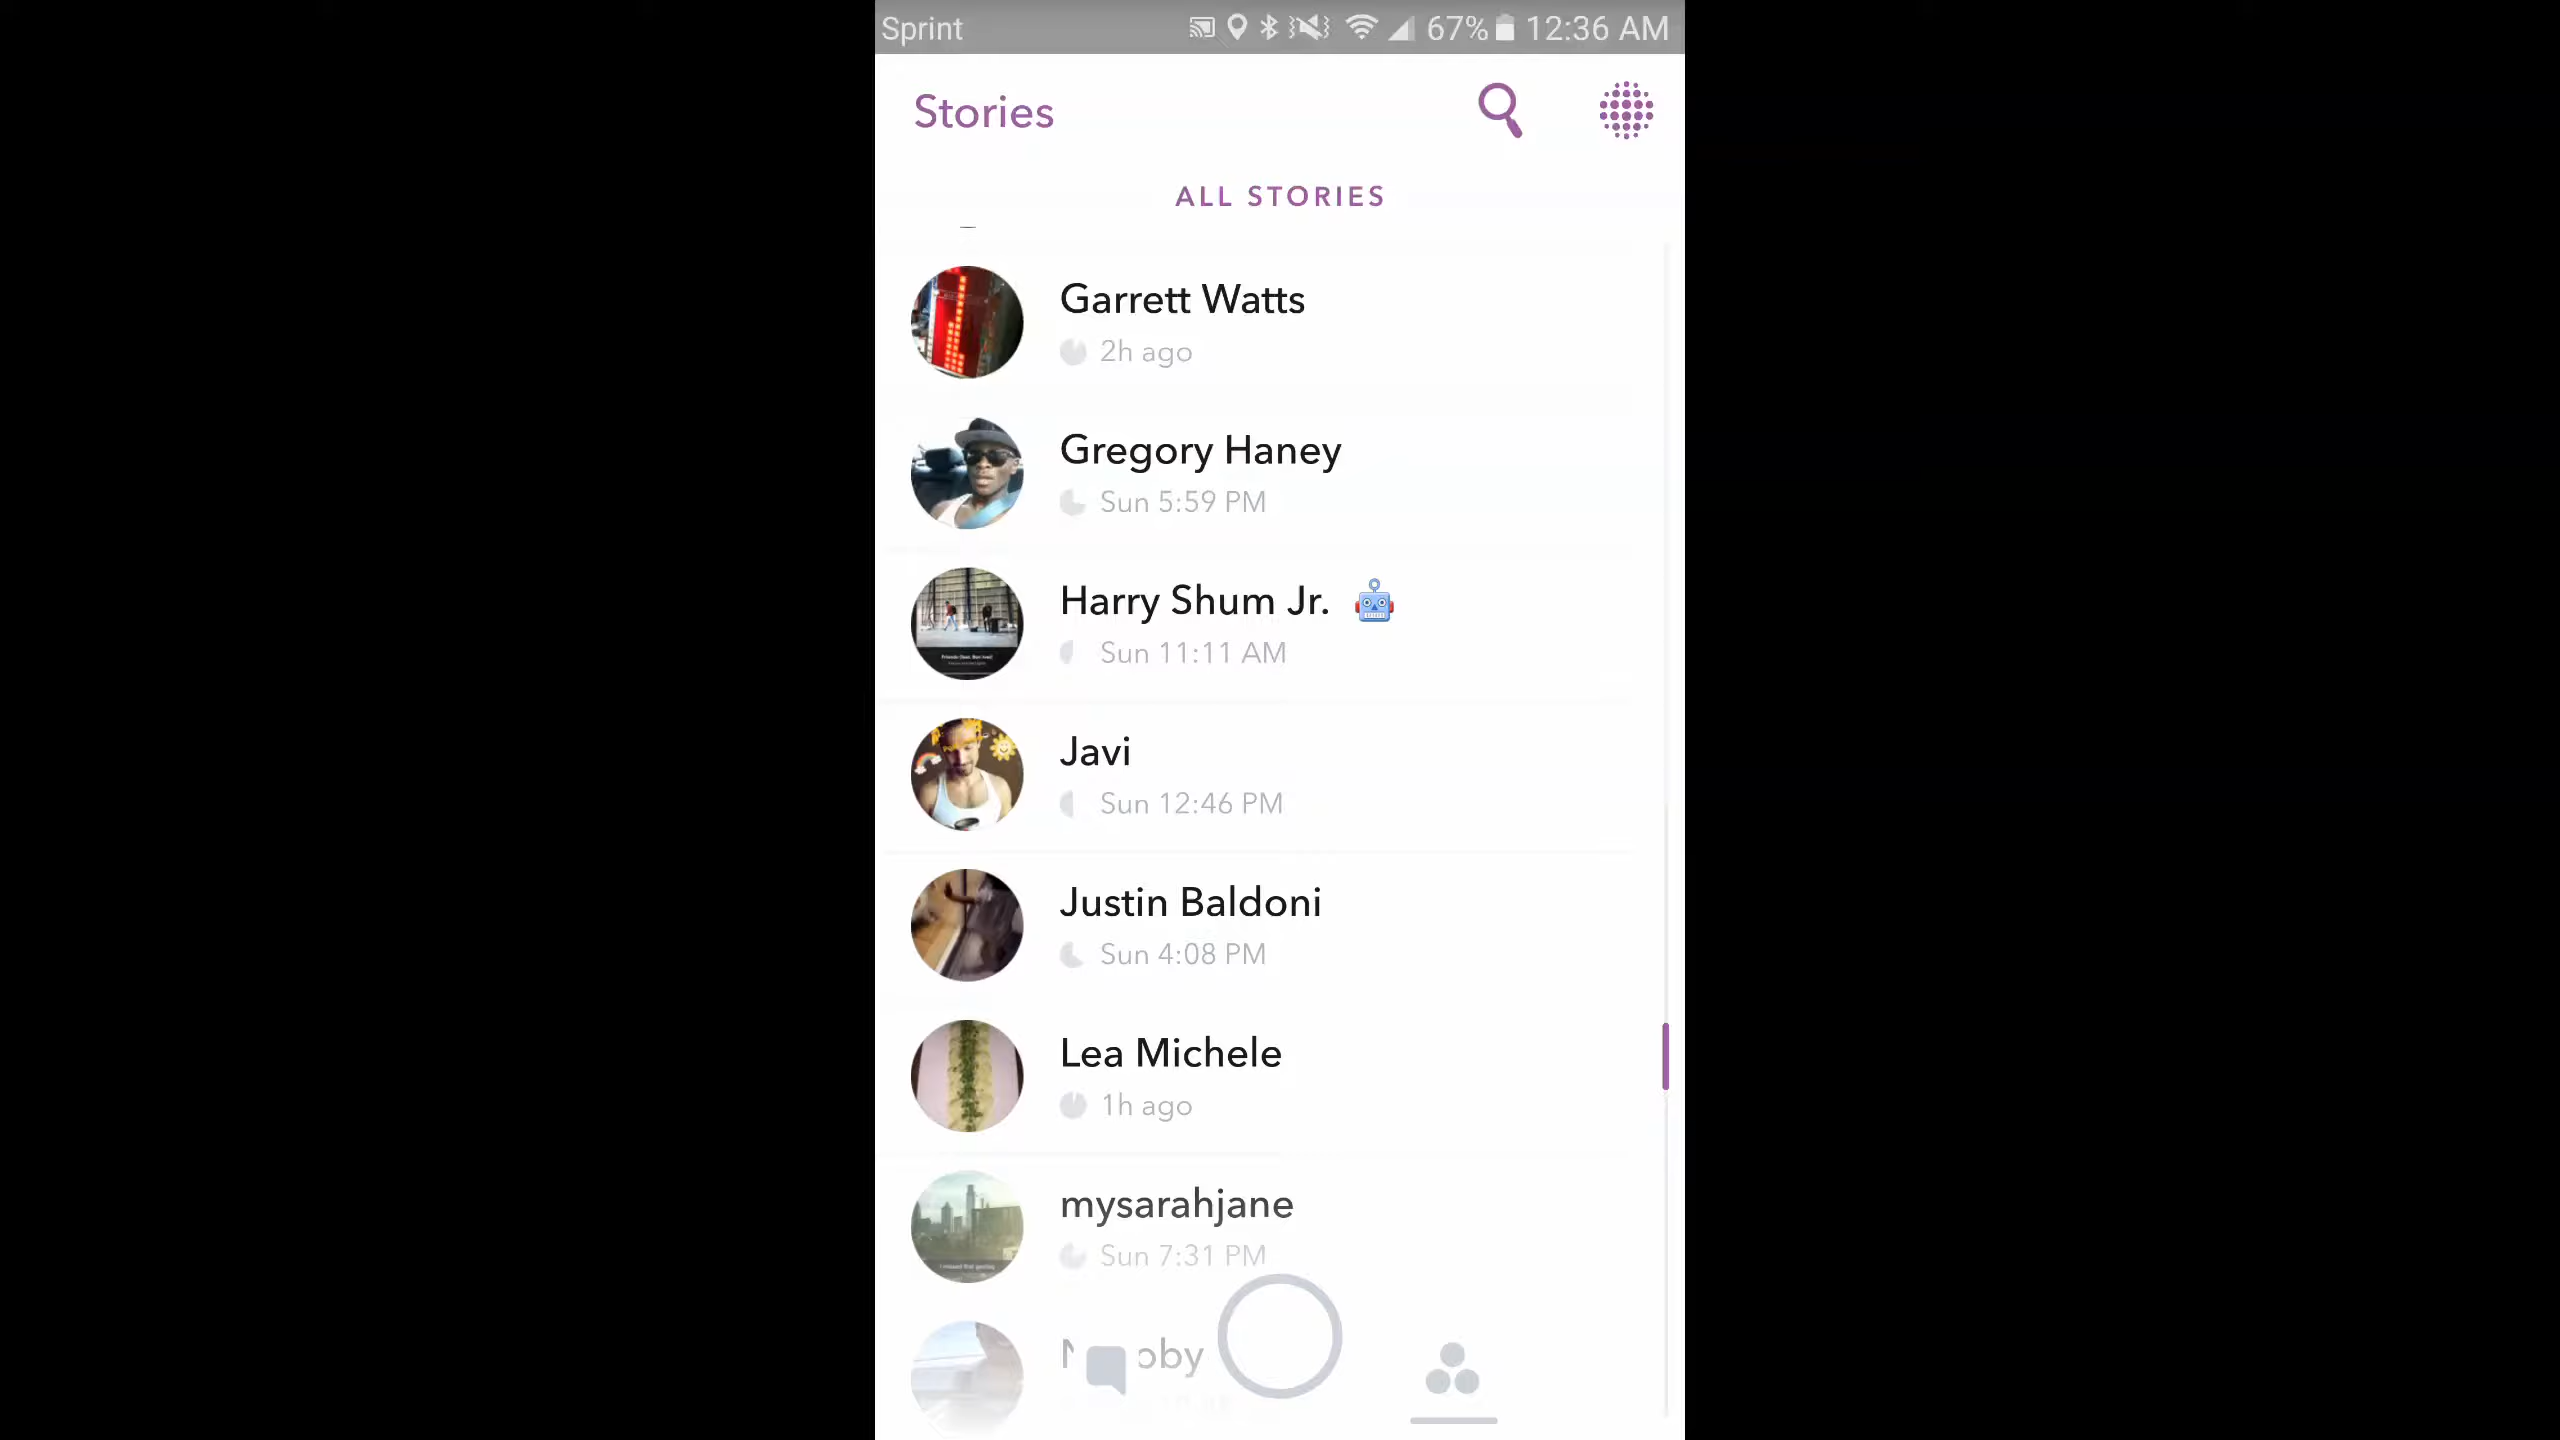 Sprint 67% 12:36 AM
Stories
ALL STORIES
Garrett Watts
2h ago
Gregory Haney
Sun 5:59 PM
Harry Shum Jr.
Sun 11:11 AM
Javi
Sun 12:46 PM
Justin Baldoni
Sun 4:08 PM
Lea Michele
1h ago
mysarahjane
Sun 7:31 PM